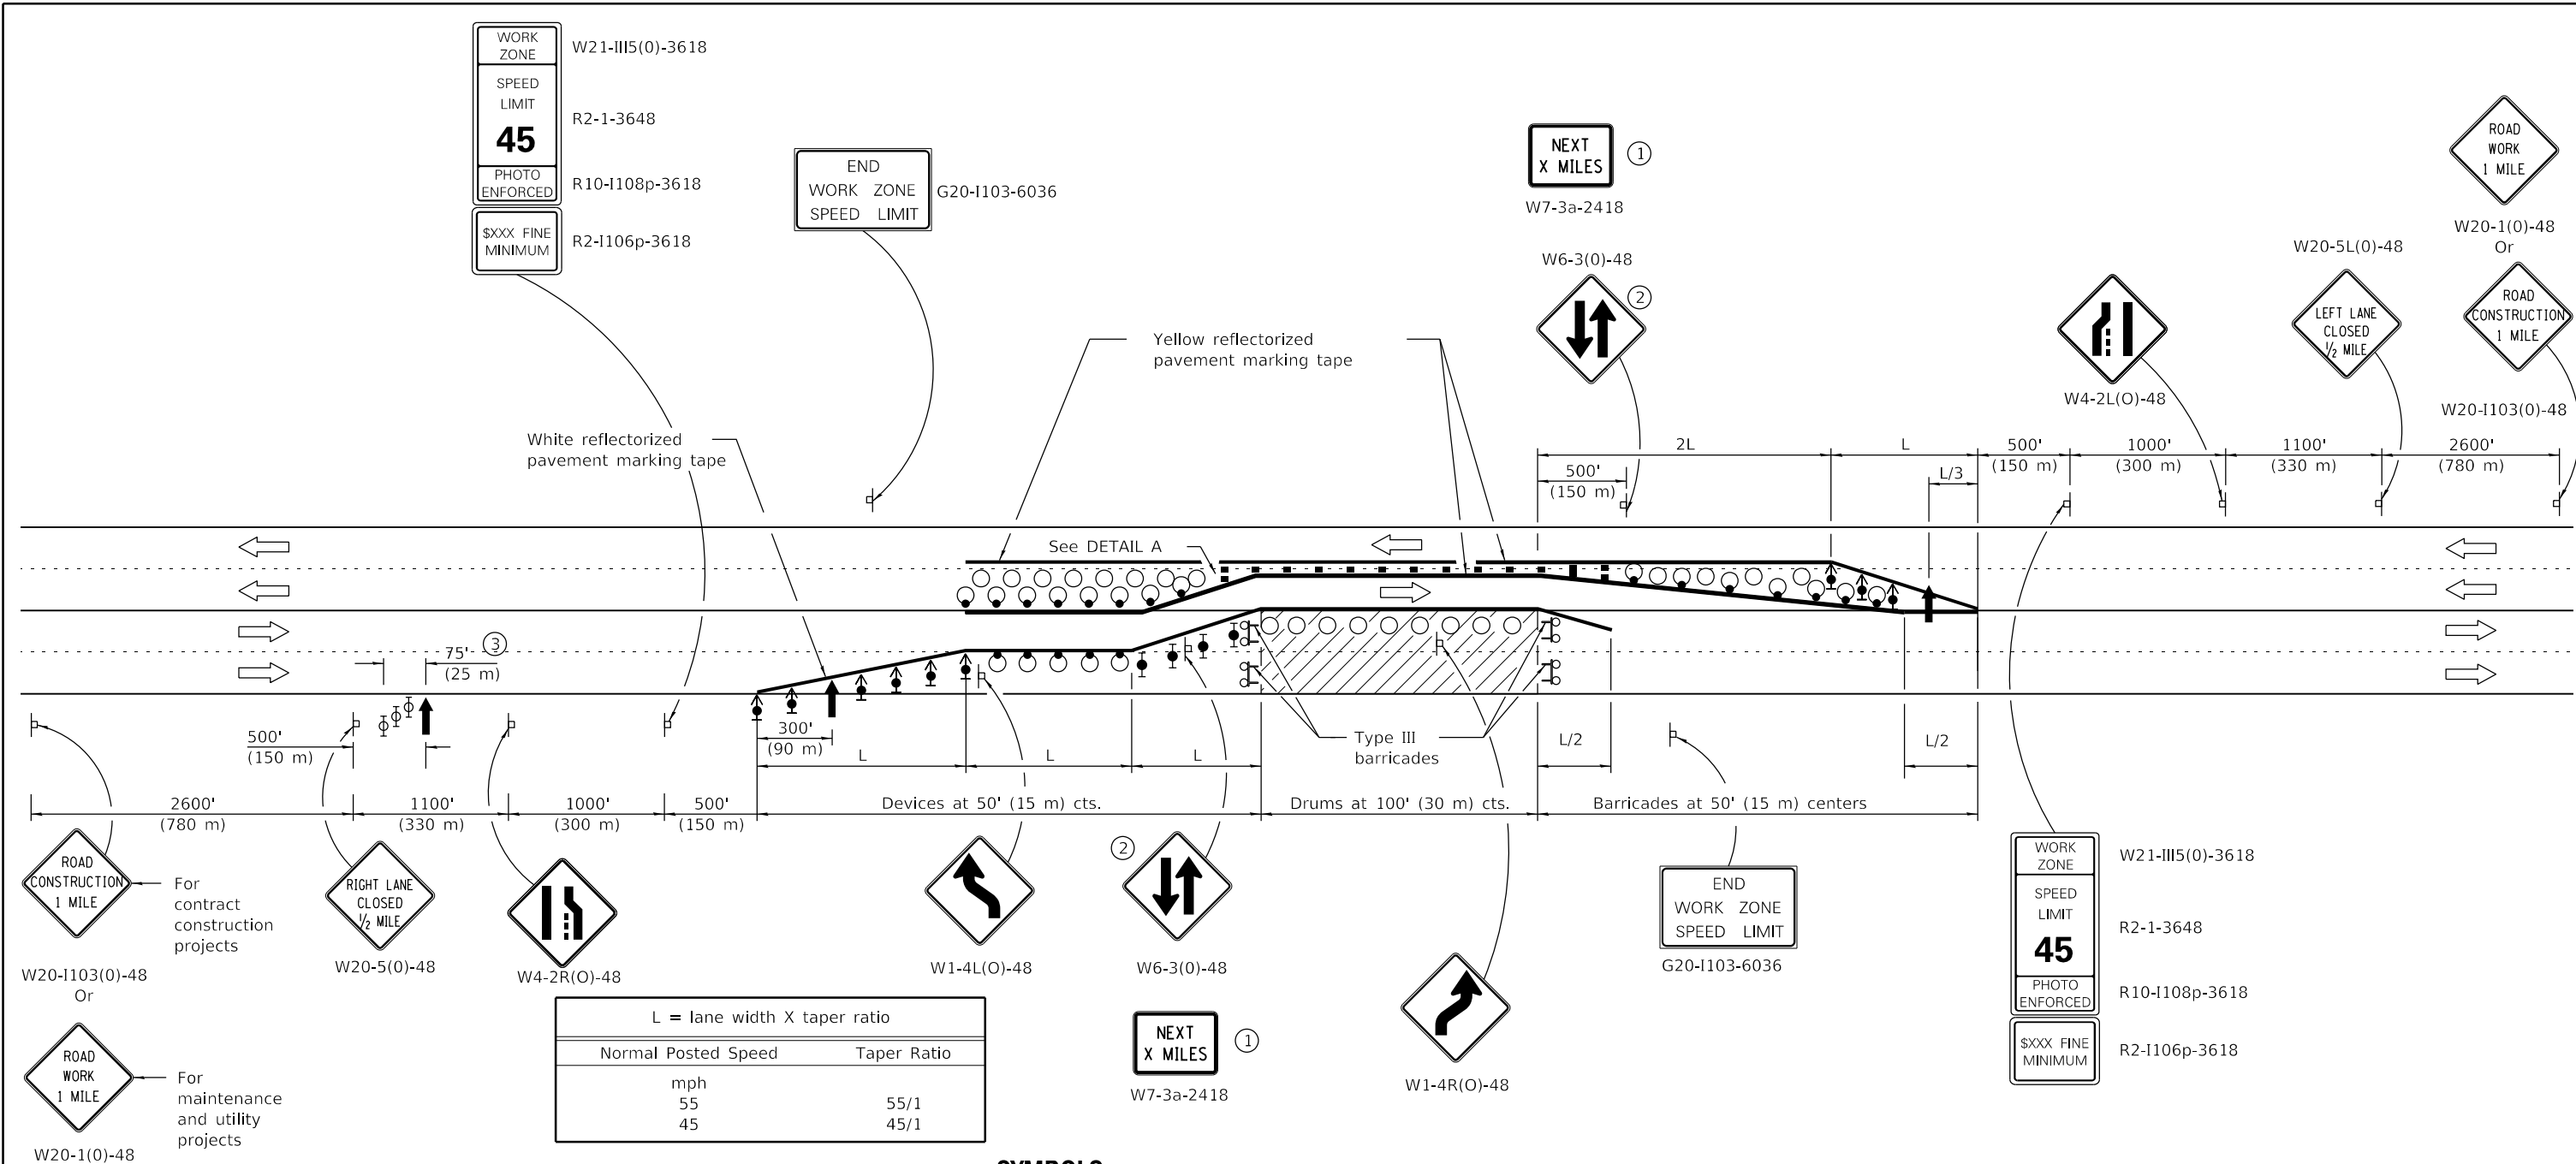 WORK
ZONE
W21-III5(0)-3618
SPEED
LIMIT
45
R2-1-3648
PHOTO
ENFORCED
R10-I108p-3618
$XXX FINE
MINIMUM
R2-I106p-3618
END
WORK ZONE
SPEED LIMIT
G20-I103-6036
NEXT
X MILES
1
W7-3a-2418
W6-3(0)-48
2
ROAD
WORK
1 MILE
W20-1(0)-48
Or
W20-5L(0)-48
LEFT LANE
CLOSED
1/2 MILE
ROAD
CONSTRUCTION
1 MILE
W4-2L(O)-48
W20-I103(0)-48
Yellow reflectorized
pavement marking tape
White reflectorized
pavement marking tape
2L
L
500'
(150 m)
1000'
(300 m)
1100'
(330 m)
2600'
(780 m)
500'
(150 m)
L/3
See DETAIL A
75'
(25 m)
3
500'
(150 m)
300'
(90 m)
L
L
L
Type III
barricades
L/2
L/2
2600'
(780 m)
1100'
(330 m)
1000'
(300 m)
500'
(150 m)
Devices at 50' (15 m) cts.
Drums at 100' (30 m) cts.
Barricades at 50' (15 m) centers
ROAD
CONSTRUCTION
1 MILE
For
contract
construction
projects
W20-I103(0)-48
Or
RIGHT LANE
CLOSED
1/2 MILE
W20-5(0)-48
W4-2R(O)-48
W1-4L(O)-48
2
W6-3(0)-48
NEXT
X MILES
1
W7-3a-2418
W1-4R(O)-48
END
WORK ZONE
SPEED LIMIT
G20-I103-6036
WORK
ZONE
W21-III5(0)-3618
SPEED
LIMIT
45
R2-1-3648
PHOTO
ENFORCED
R10-I108p-3618
$XXX FINE
MINIMUM
R2-I106p-3618
ROAD
WORK
1 MILE
For
maintenance
and utility
projects
W20-1(0)-48
L = lane width X taper ratio
Normal Posted Speed Taper Ratio
mph
55 55/1
45 45/1
SYMBOLS